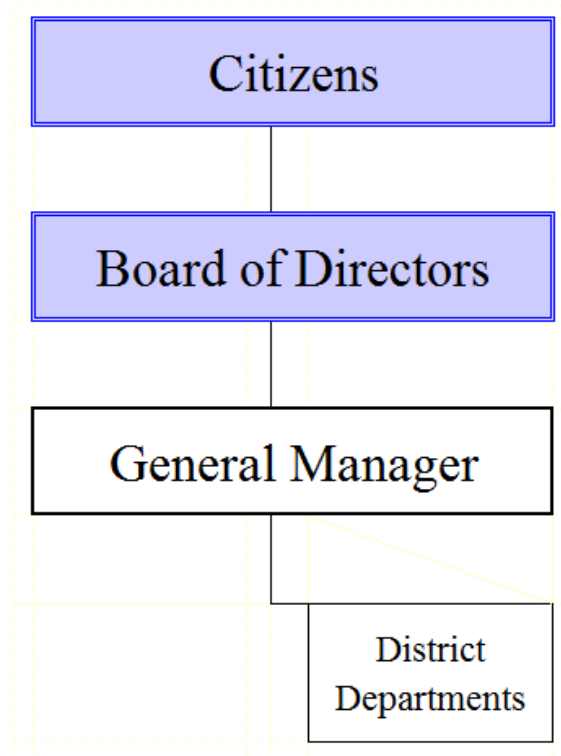 Citizens
Board of Directors
General Manager
District
Departments